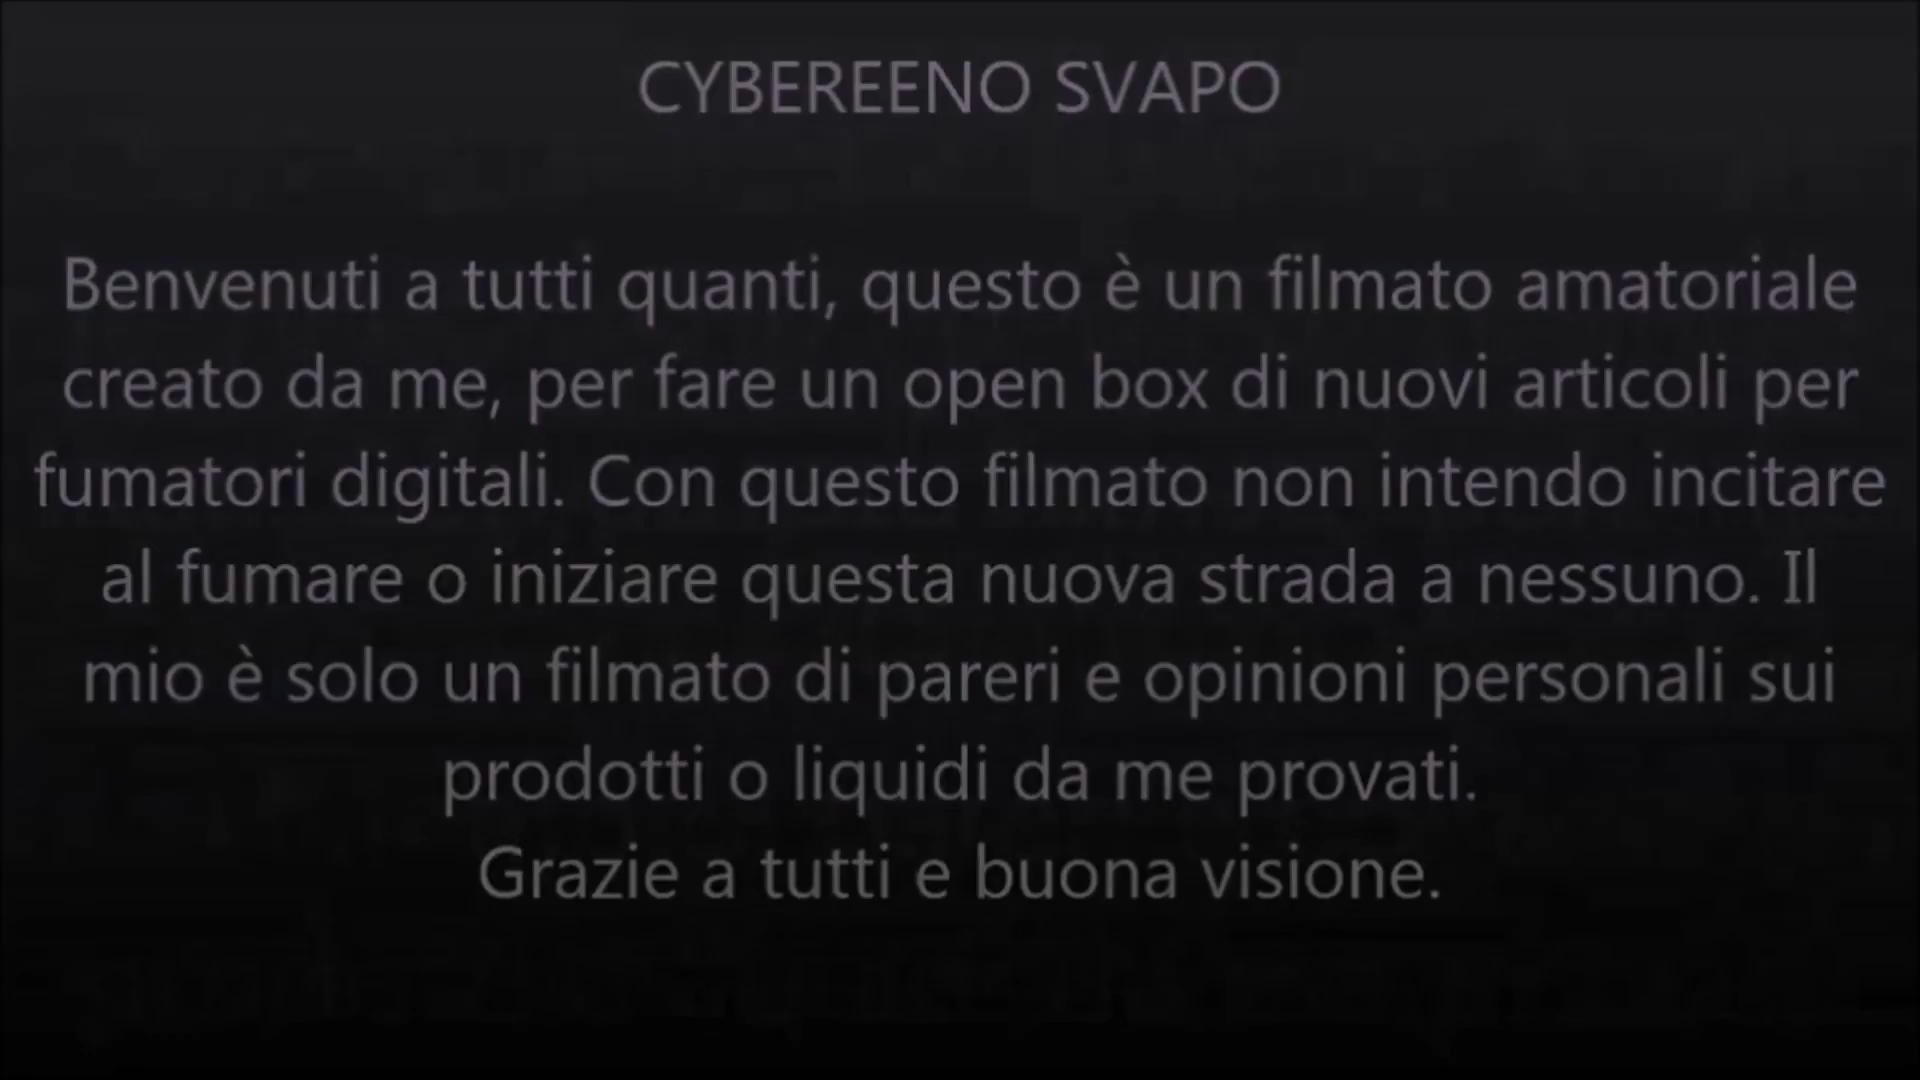 CYBEREENO SVAPO
Benvenuti a tutti quanti, questo è un filmato amatoriale
creato da me, per fare un open box di nuovi articoli per
fumatori digitali. Con questo filmato non intendo incitare
al fumare o iniziare questa nuova strada a nessuno. Il
mio è solo un filmato di pareri e opinioni personali sui
prodotti o liquidi da me provati.
Grazie a tutti e buona visione.